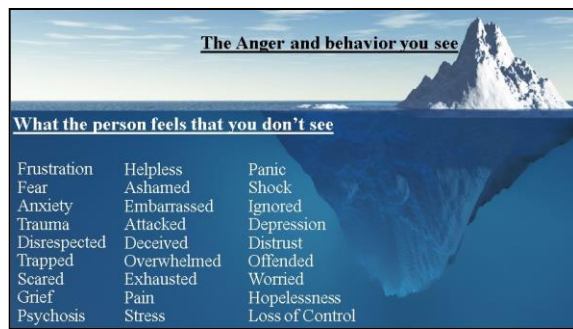 The Anger and behavior you see
What the person feels that you don't see
Frustration
Fear
Anxiety
Trauma
Disrespected
Trapped
Scared
Grief
Psychosis
Helpless
Ashamed
Embarrassed
Attacked
Deceived
Overwhelmed
Exhausted
Pain
Stress
Panic
Shock
Ignored
Depression
Distrust
Offended
Worried
Hopelessness
Loss of Control